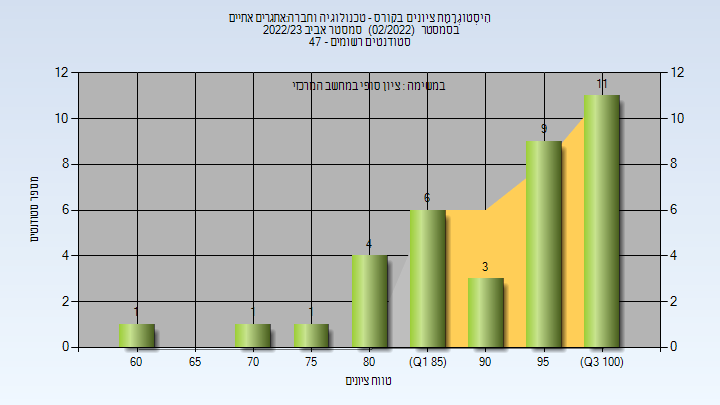 היסטוגרמת ציונים בקורס - טכנולוגיה וחברה:אתגרים אתיים
בסמסטר (02/2022) סמסטר אביב 2022/23
סטודנטים רשומים - 47
במשימה : ציון סופי במחשב המרכזי
מספר סטודנטים
12 12
10 10
8 8
6 6
4 4
2 2
0 0
1 1 1 4 6 3 9 11
60 65 70 75 80 (Q1 85) 90 95 (Q3 100)
טווח ציונים